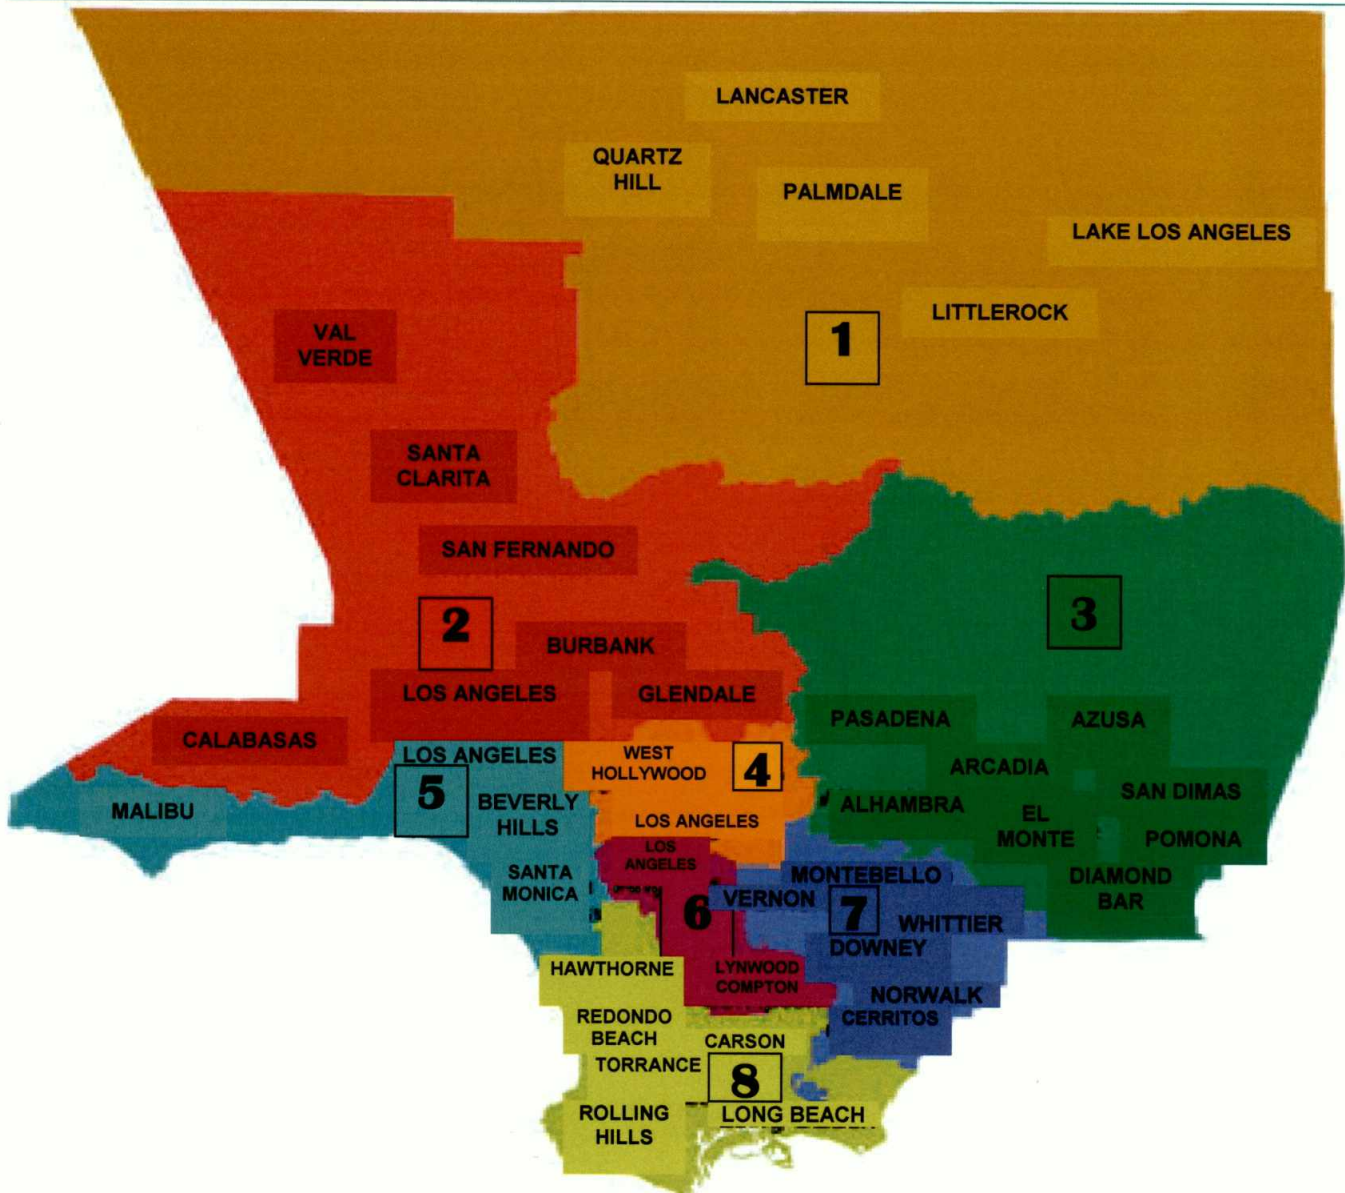 LANCASTER
QUARTZ
HILL
PALMDALE
LAKE LOS ANGELES
LITTLEROCK
1
VAL
VERDE
SANTA
CLARITA
SAN FERNANDO
2
BURBANK
LOS ANGELES
GLENDALE
CALABASAS
3
PASADENA
AZUSA
ARCADIA
ALHAMBRA
SAN DIMAS
EL
MONTE
POMONA
DIAMOND
BAR
LOS ANGELES
5
BEVERLY
HILLS
MALIBU
SANTA
MONICA
WEST
HOLLYWOOD
4
LOS ANGELES
LOS
ANGELES
6
LYNWOOD
COMPTON
MONTEBELLO
VERNON
7
WHITTIER
DOWNEY
NORWALK
CERRITOS
HAWTHORNE
REDONDO
BEACH
CARSON
TORRANCE
8
ROLLING
HILLS
LONG BEACH